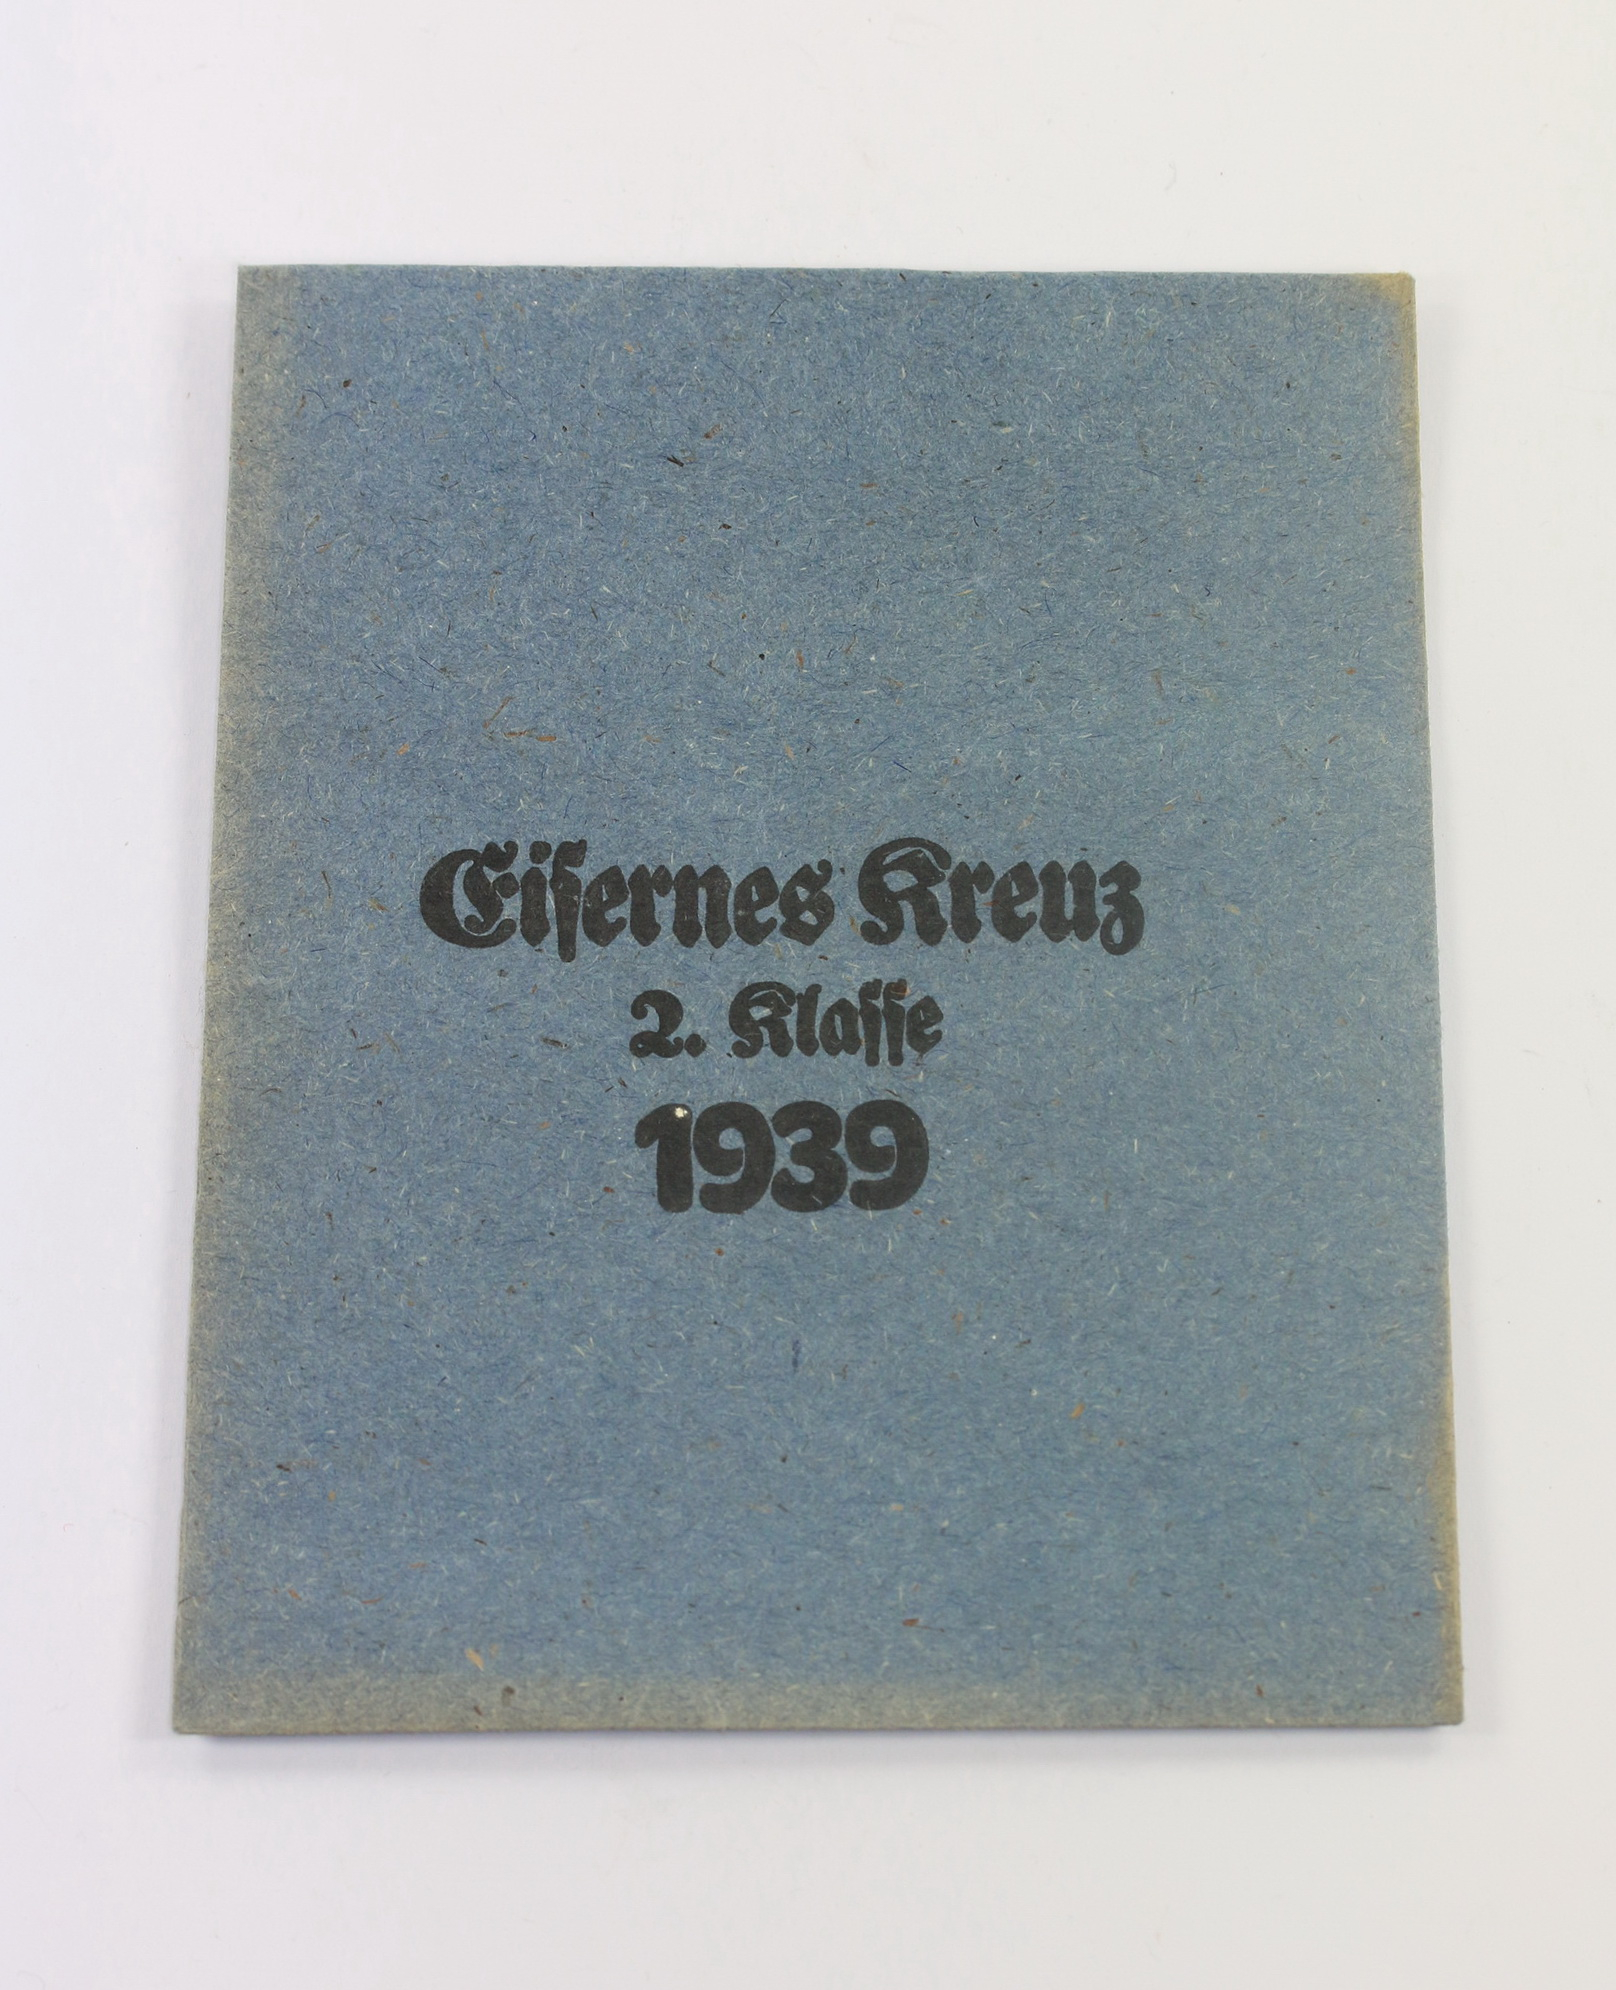 Eiſernes Kreuz
2. Klaſſe
1939